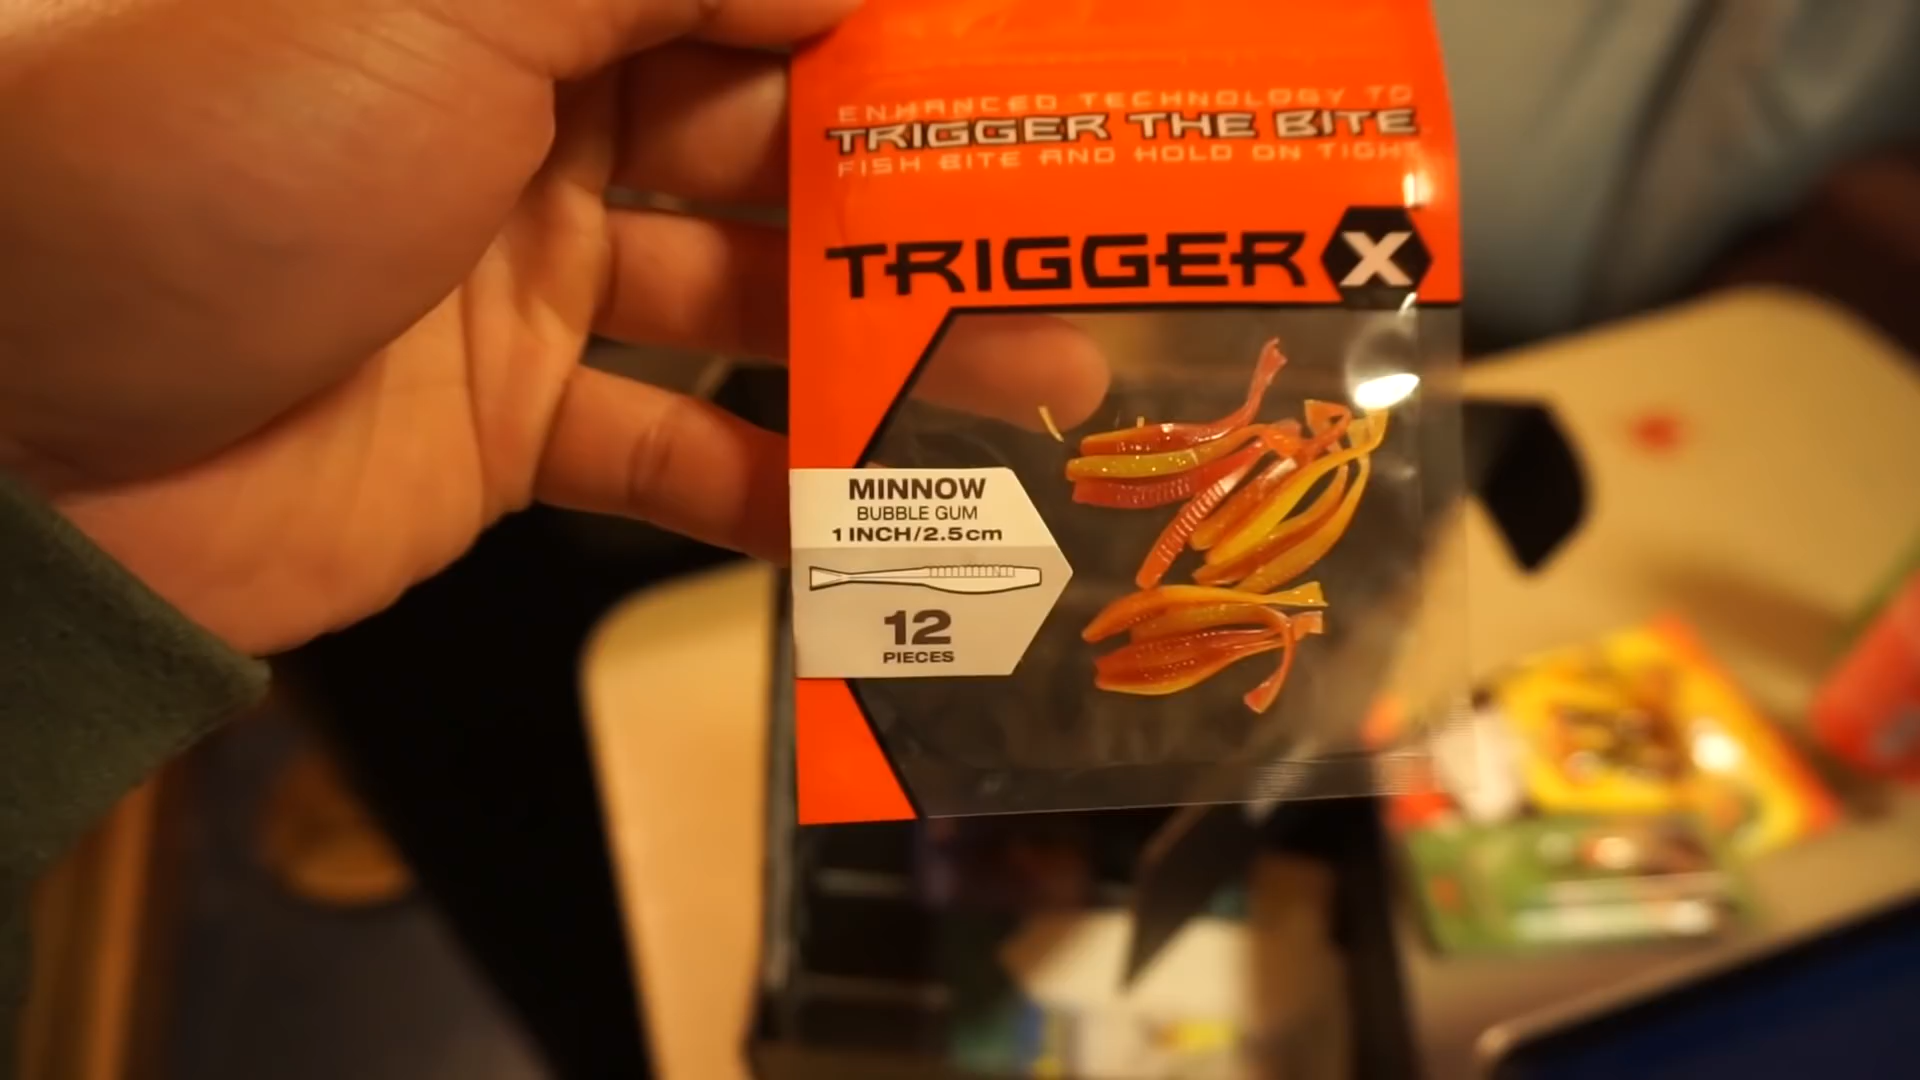 ENHANCED TECHNOLOGY TO
TRIGGER THE BITE
FISH BITE AND HOLD ON TIGHT
TRIGGER X
MINNOW
BUBBLE GUM
1 INCH/2.5cm
12
PIECES